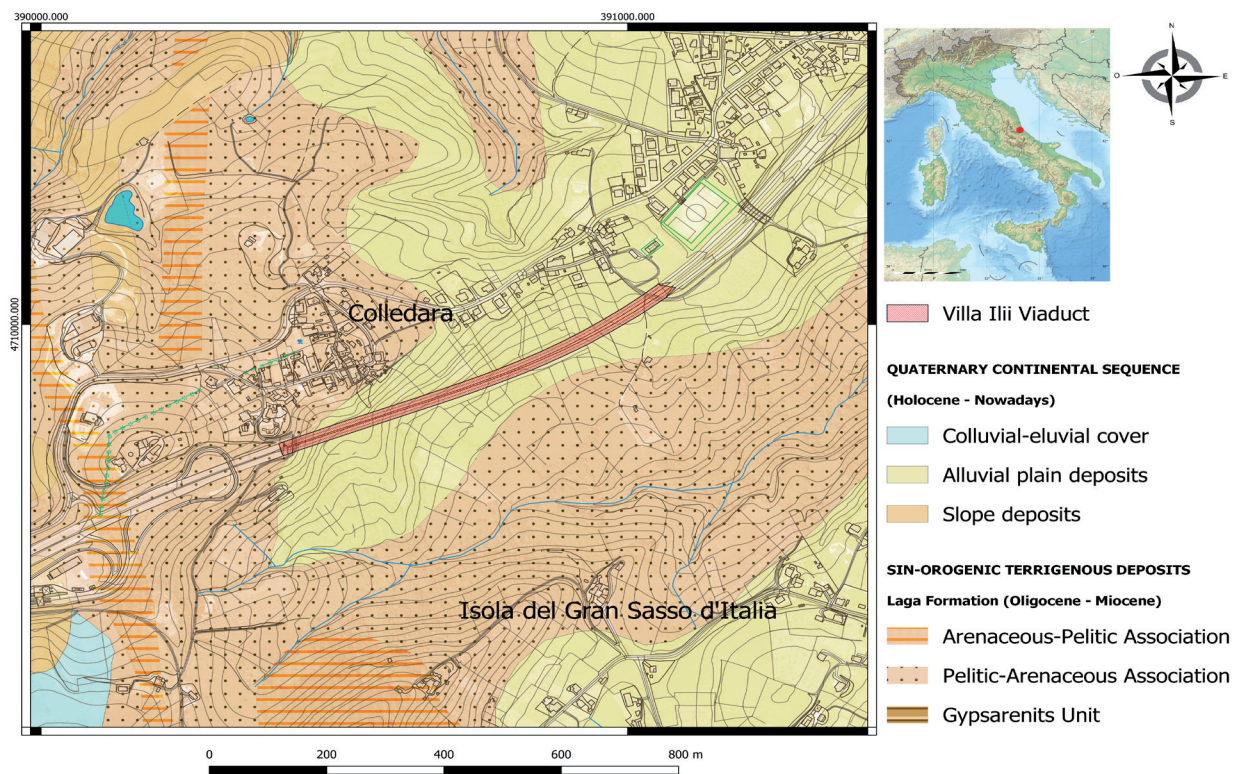 390000.000
391000.000
4710000.000
Colledara
Isola del Gran Sasso d'Italia
0
200
400
600
800 m
N
O
E
S
Villa Ilii Viaduct
QUATERNARY CONTINENTAL SEQUENCE
(Holocene - Nowadays)
Colluvial-eluvial cover
Alluvial plain deposits
Slope deposits
SIN-OROGENIC TERRIGENOUS DEPOSITS
Laga Formation (Oligocene - Miocene)
Arenaceous-Pelitic Association
Pelitic-Arenaceous Association
Gypsarenits Unit